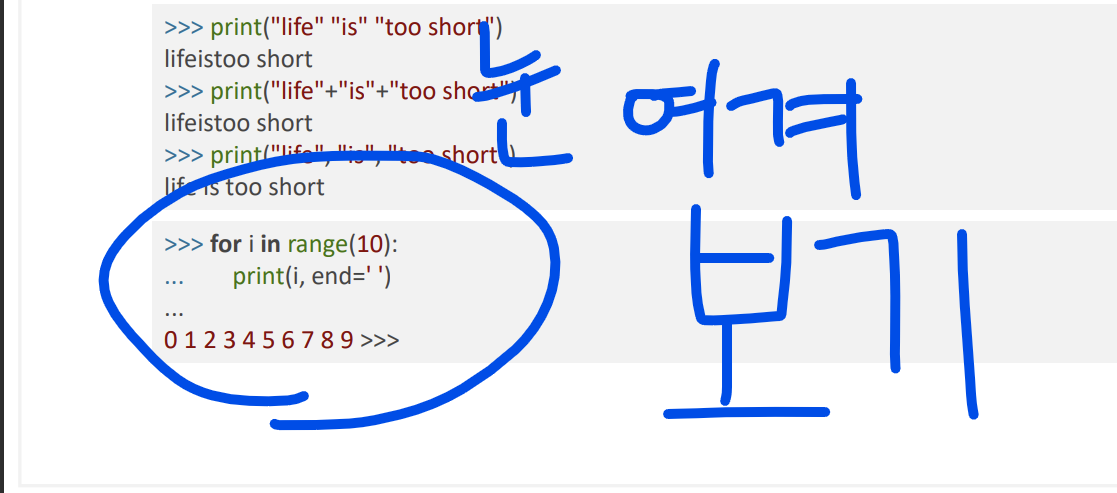 >>> print("life" "is" "too short")
lifeistoo short
>>> print("life"+"is"+"too short")
lifeistoo short
>>> print("life", "is", "too short")
life is too short
>>> for i in range(10):
...     print(i, end=' ')
...
0 1 2 3 4 5 6 7 8 9 >>>
눈 여겨
보기